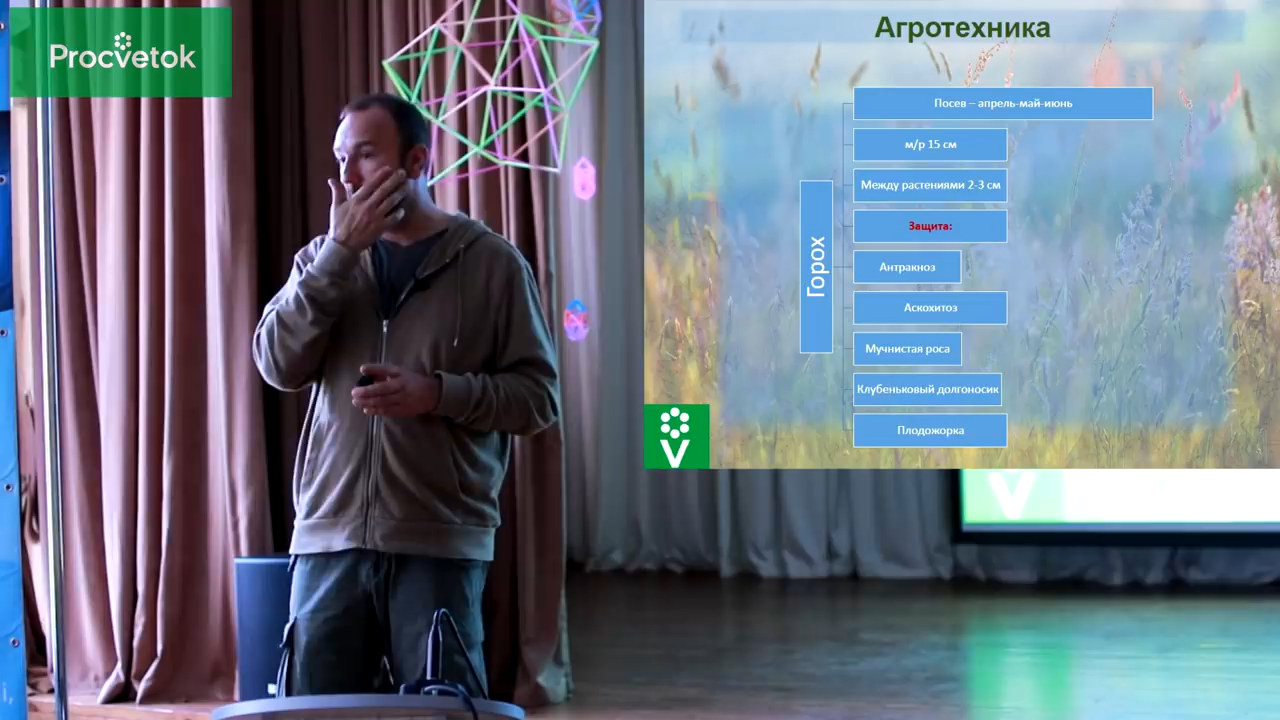 Procvetok
Агротехника
Горох
Посев – апрель-май-июнь
м/р 15 см
Между растениями 2-3 см
Защита:
Антракноз
Аскохитоз
Мучнистая роса
Клубеньковый долгоносик
Плодожорка